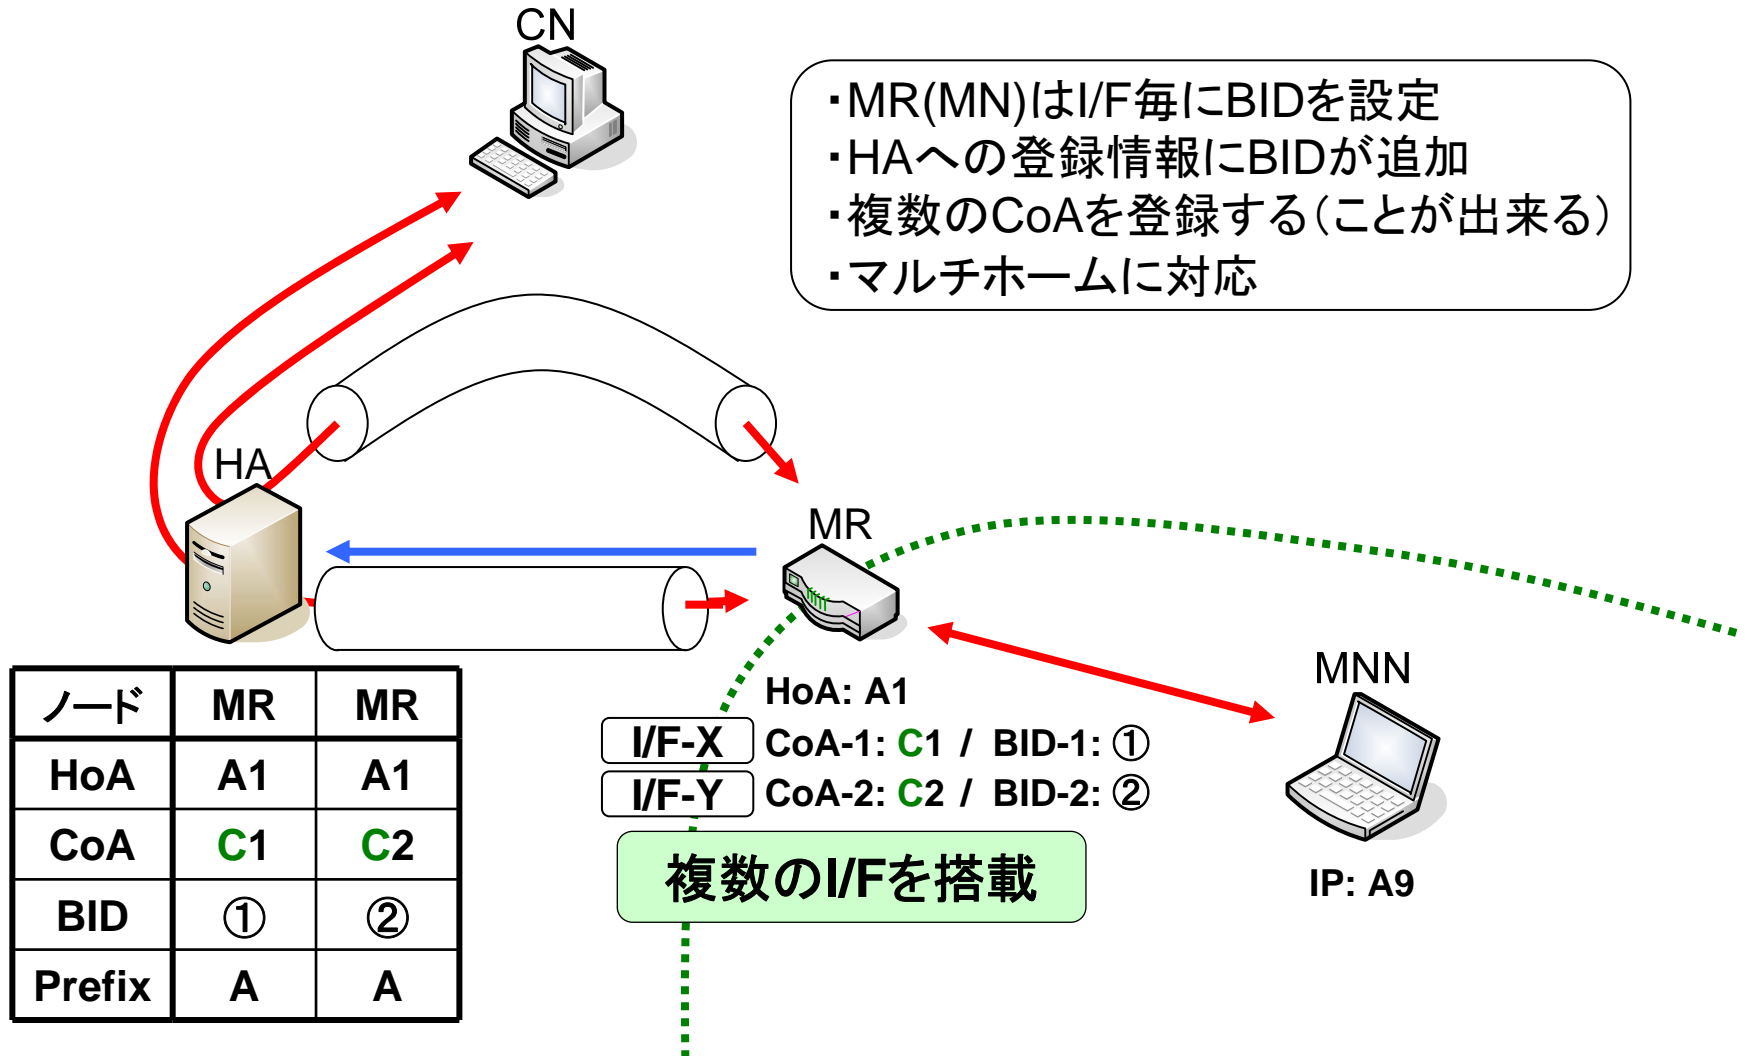 CN
・MR(MN)はI/F毎にBIDを設定
・HAへの登録情報にBIDが追加
・複数のCoAを登録する(ことが出来る)
・マルチホームに対応
HA
MR
MNN
HoA: A1
I/F-X CoA-1: C1 / BID-1: ①
I/F-Y CoA-2: C2 / BID-2: ②
複数のI/Fを搭載
IP: A9
ノード MR MR
HoA A1 A1
CoA C1 C2
BID ① ②
Prefix A A